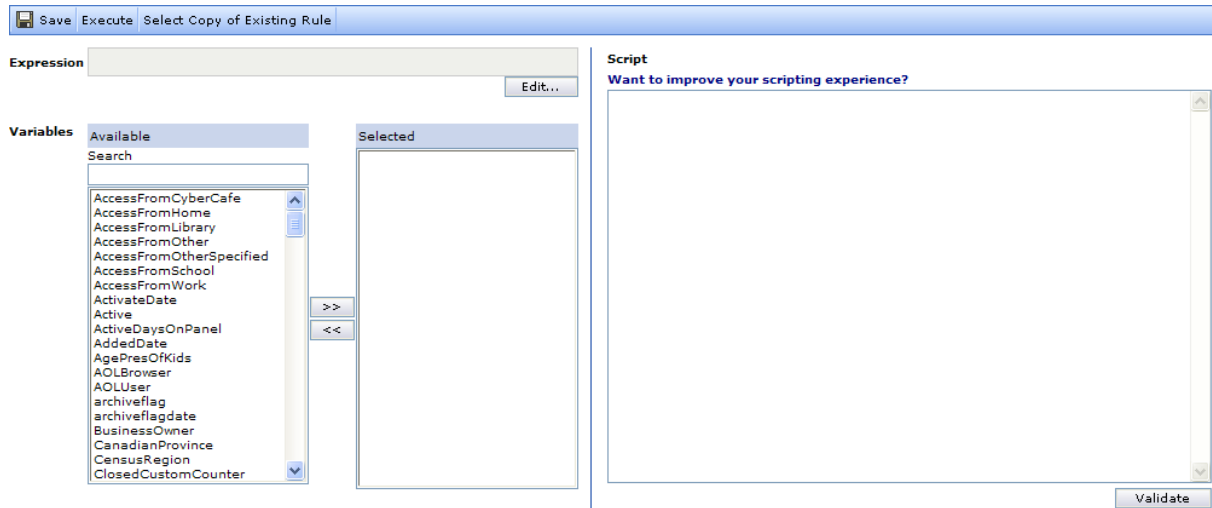 Save Execute Select Copy of Existing Rule
Expression
Edit...
Variables
Available
Search
AccessFromCyberCafe
AccessFromHome
AccessFromLibrary
AccessFromOther
AccessFromOtherSpecified
AccessFromSchool
AccessFromWork
ActivateDate
Active
ActiveDaysOnPanel
AddedDate
AgePresOfKids
AOLBrowser
AOLUser
archiveflag
archiveflagdate
BusinessOwner
CanadianProvince
CensusRegion
ClosedCustomCounter
>>
<<
Selected
Script
Want to improve your scripting experience?
Validate